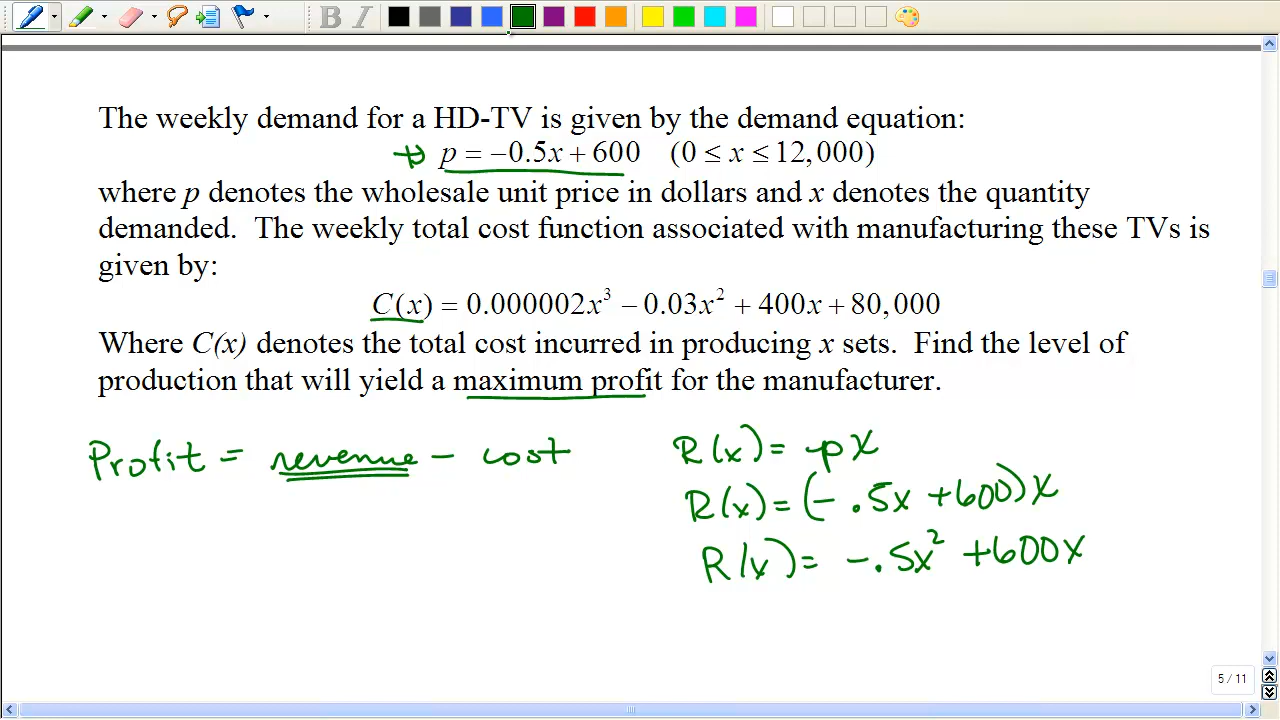 B I
The weekly demand for a HD-TV is given by the demand equation:
p = −0.5x + 600 (0 ≤ x ≤ 12,000)
where p denotes the wholesale unit price in dollars and x denotes the quantity
demanded. The weekly total cost function associated with manufacturing these TVs is
given by:
C(x) = 0.000002x³ − 0.03x² + 400x + 80,000
Where C(x) denotes the total cost incurred in producing x sets. Find the level of
production that will yield a maximum profit for the manufacturer.
Profit = revenue − cost
R(x) = px
R(x) = (− .5x + 600)x
R(x) = −.5x² + 600x
5 / 11